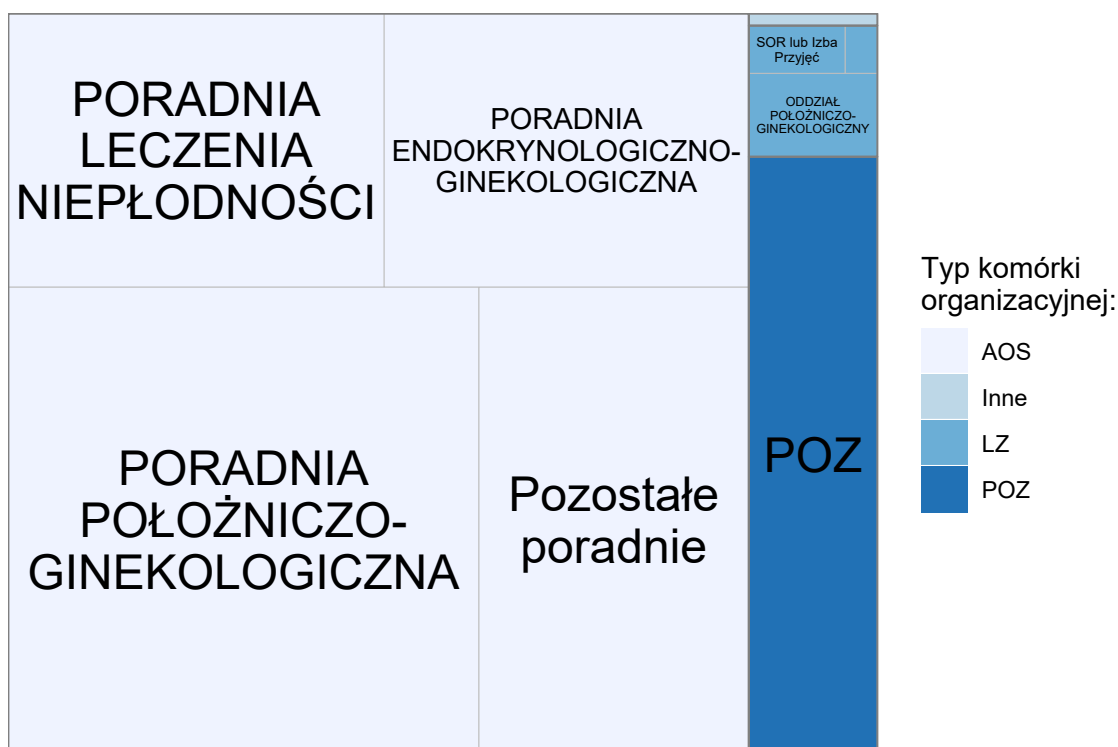 PORADNIA
LECZENIA
NIEPŁODNOŚCI
PORADNIA
ENDOKRYNOLOGICZNO-
GINEKOLOGICZNA
SOR lub Izba
Przyjęć
ODDZIAŁ
POŁOŻNICZO-
GINEKOLOGICZNY
PORADNIA
POŁOŻNICZO-
GINEKOLOGICZNA
Pozostałe
poradnie
POZ
Typ komórki
organizacyjnej:
AOS
Inne
LZ
POZ